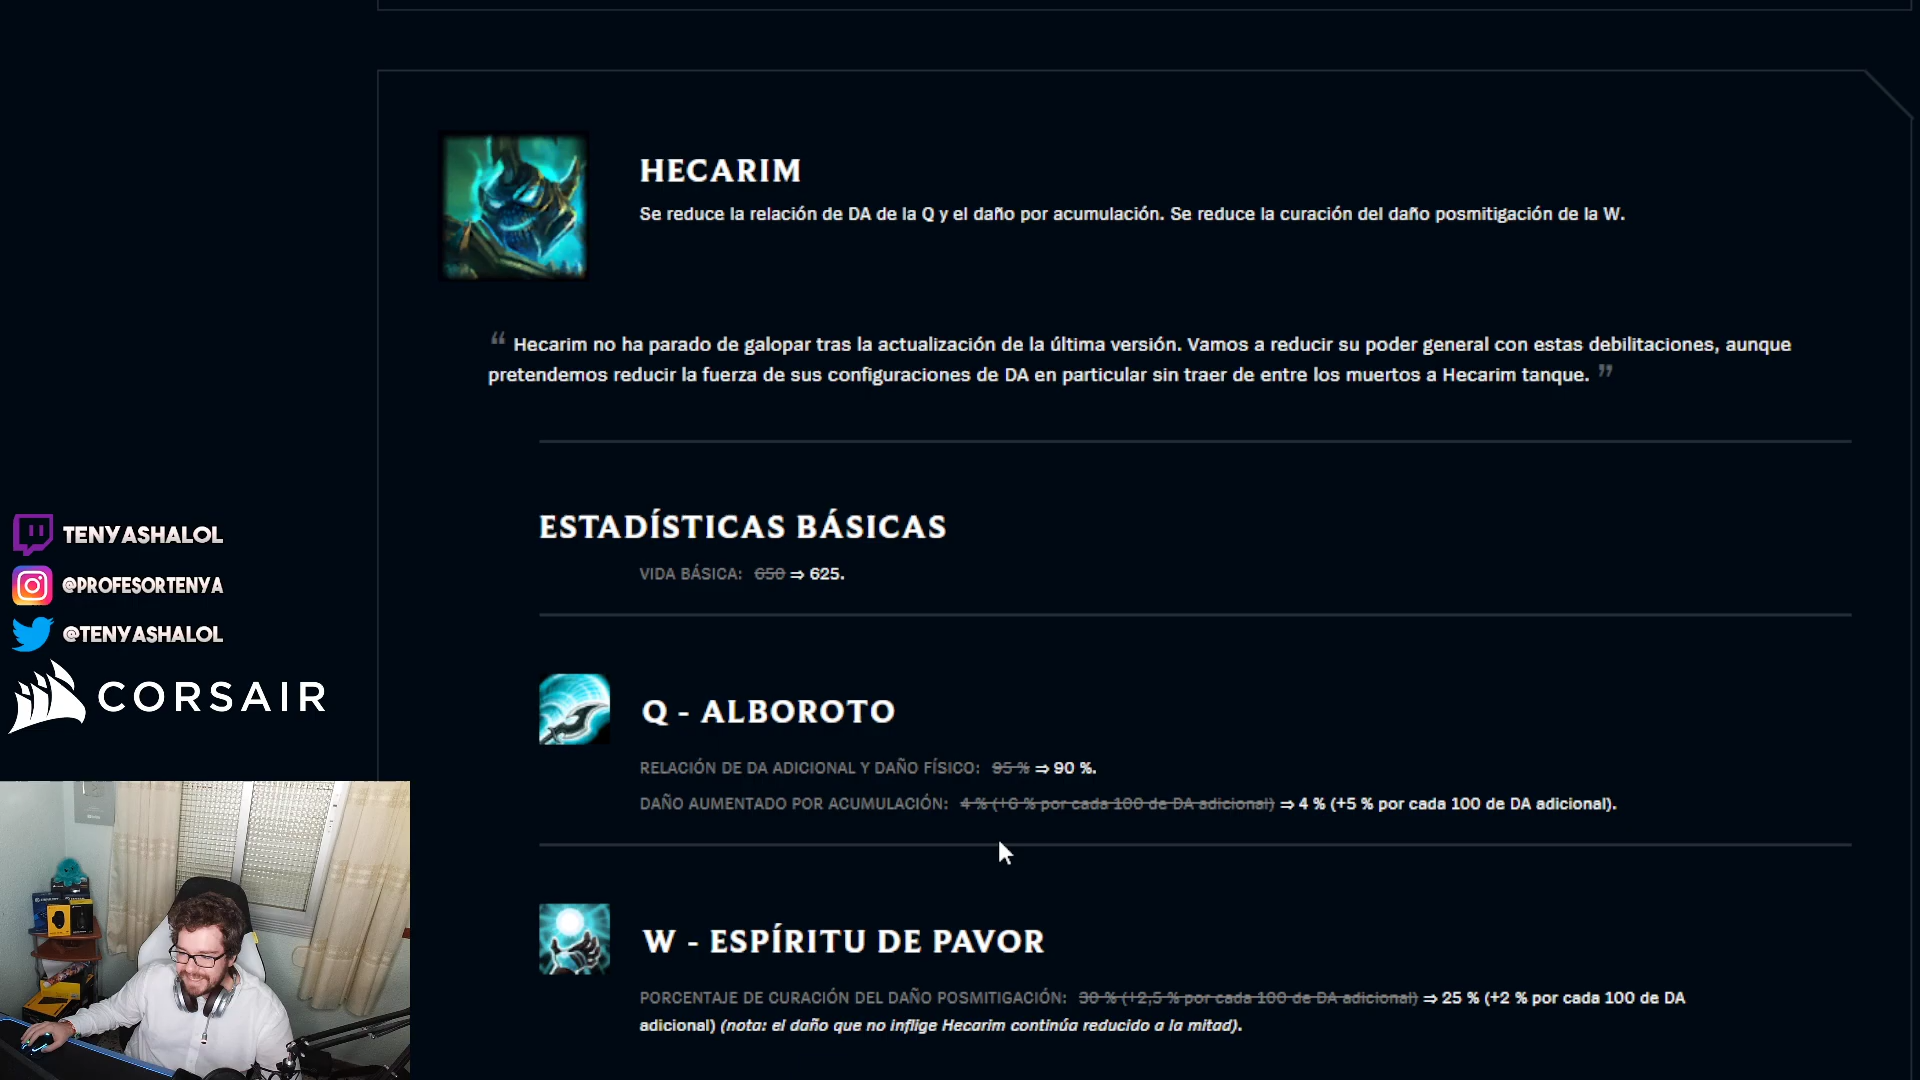 HECARIM
Se reduce la relación de DA de la Q y el daño por acumulación. Se reduce la curación del daño posmitigación de la W.
“ Hecarim no ha parado de galopar tras la actualización de la última versión. Vamos a reducir su poder general con estas debilitaciones, aunque
pretendemos reducir la fuerza de sus configuraciones de DA en particular sin traer de entre los muertos a Hecarim tanque. ”
ESTADÍSTICAS BÁSICAS
VIDA BÁSICA: 650 ⇒ 625.
Q - ALBOROTO
RELACIÓN DE DA ADICIONAL Y DAÑO FÍSICO: 95 % ⇒ 90 %.
DAÑO AUMENTADO POR ACUMULACIÓN: 4 % (+6 % por cada 100 de DA adicional) ⇒ 4 % (+5 % por cada 100 de DA adicional).
W - ESPÍRITU DE PAVOR
PORCENTAJE DE CURACIÓN DEL DAÑO POSMITIGACIÓN: 30 % (+2,5 % por cada 100 de DA adicional) ⇒ 25 % (+2 % por cada 100 de DA
adicional) (nota: el daño que no inflige Hecarim continúa reducido a la mitad).
TENYASHALOL
@PROFESORTENYA
@TENYASHALOL
CORSAIR